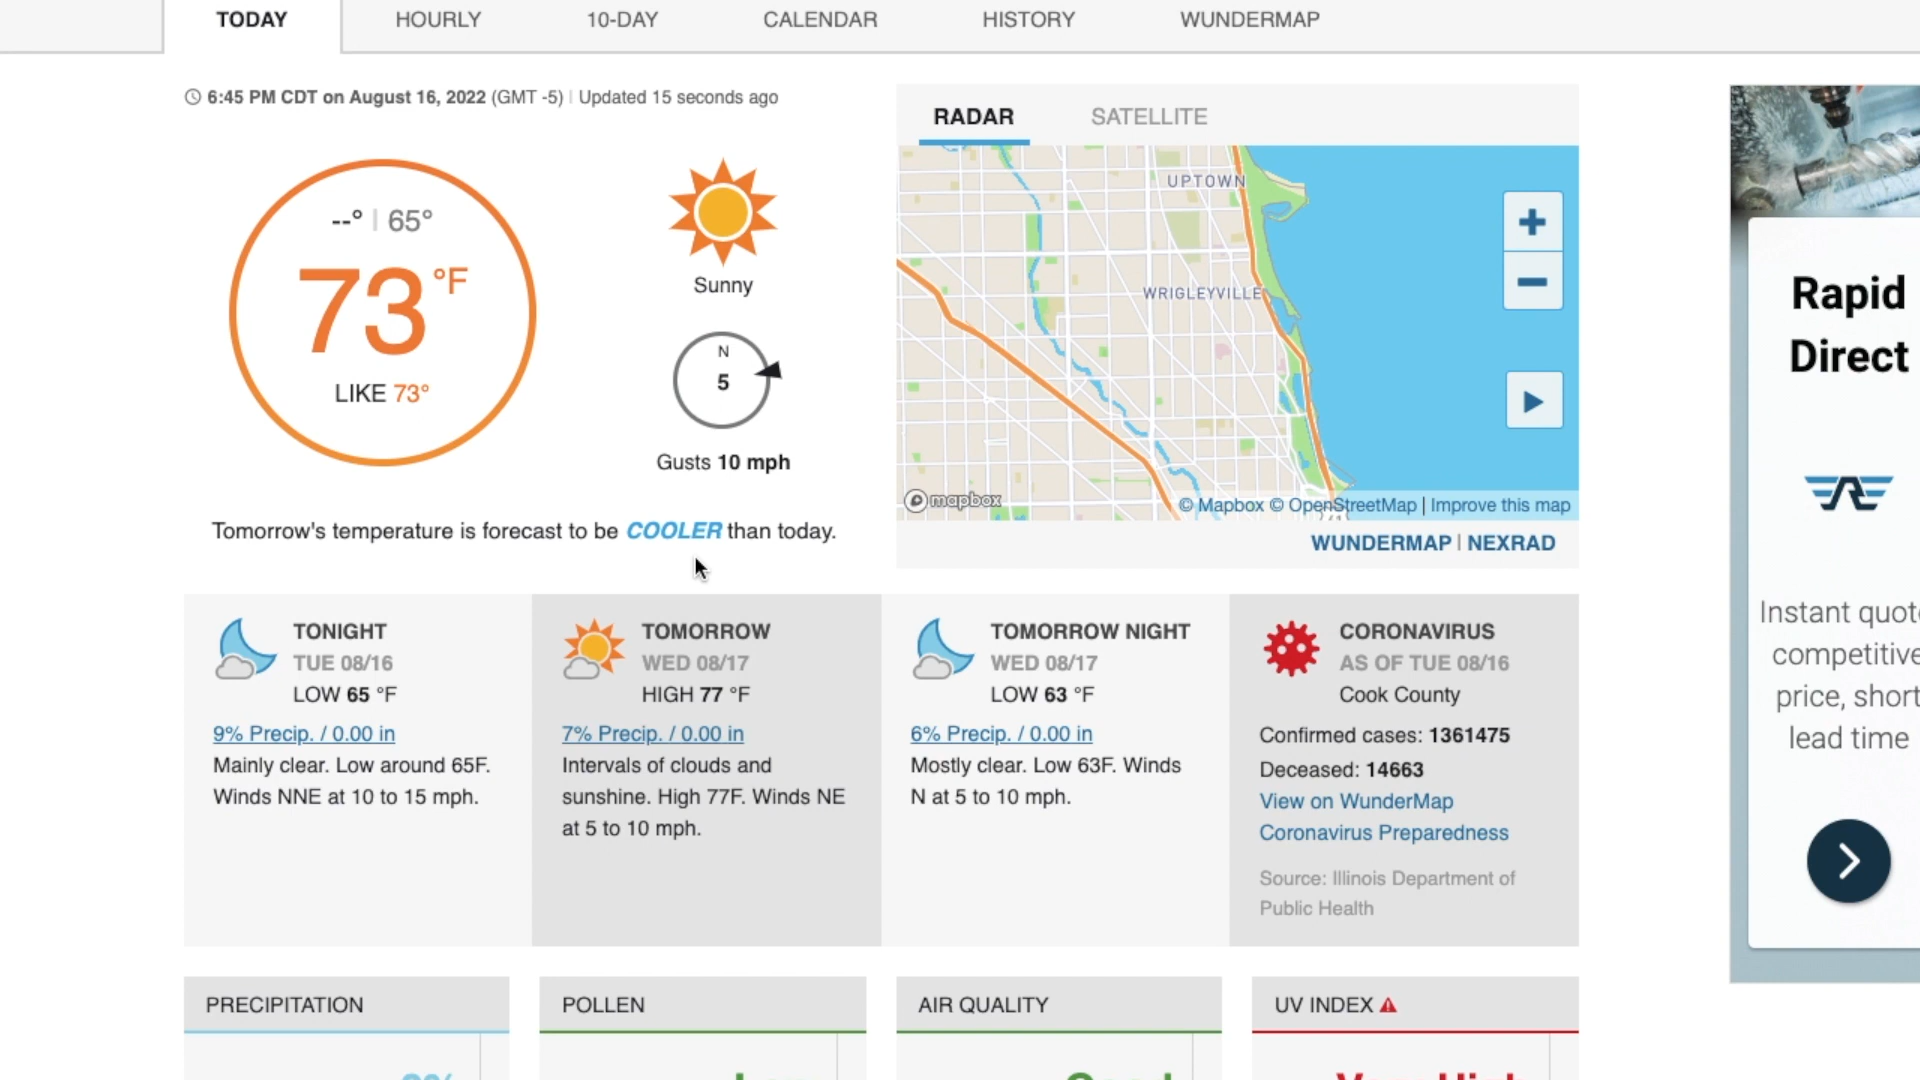 TODAY HOURLY 10-DAY CALENDAR HISTORY WUNDERMAP
6:45 PM CDT on August 16, 2022 (GMT -5) | Updated 15 seconds ago
--° | 65°
73 °F
LIKE 73°
Sunny
N
5
Gusts 10 mph
Tomorrow's temperature is forecast to be COOLER than today.
RADAR SATELLITE
UPTOWN
WRIGLEYVILLE
+
−
mapbox
© Mapbox © OpenStreetMap | Improve this map
WUNDERMAP | NEXRAD
TONIGHT
TUE 08/16
LOW 65 °F
9% Precip. / 0.00 in
Mainly clear. Low around 65F.
Winds NNE at 10 to 15 mph.
TOMORROW
WED 08/17
HIGH 77 °F
7% Precip. / 0.00 in
Intervals of clouds and
sunshine. High 77F. Winds NE
at 5 to 10 mph.
TOMORROW NIGHT
WED 08/17
LOW 63 °F
6% Precip. / 0.00 in
Mostly clear. Low 63F. Winds
N at 5 to 10 mph.
CORONAVIRUS
AS OF TUE 08/16
Cook County
Confirmed cases: 1361475
Deceased: 14663
View on WunderMap
Coronavirus Preparedness
Source: Illinois Department of
Public Health
PRECIPITATION
POLLEN
AIR QUALITY
UV INDEX
Good
Very High
Rapid
Direct
Instant quot
competitive
price, short
lead time